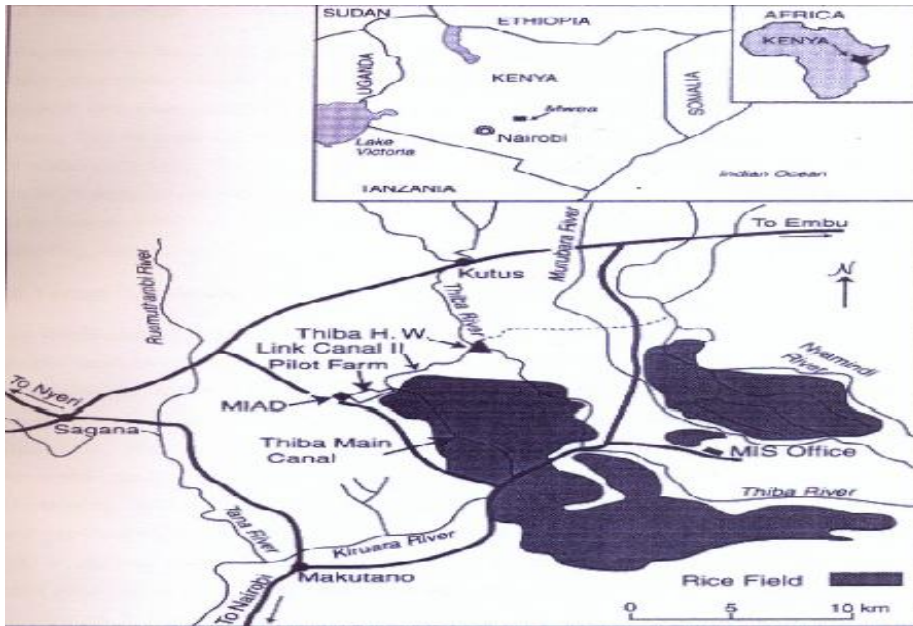 SUDAN
ETHIOPIA
UGANDA
KENYA
SOMALIA
Mwea
Nairobi
Lake
Victoria
TANZANIA
Indian Ocean
AFRICA
KENYA
To Embu
Kutus
Murubara River
Thiba River
N
Thiba H. W.
Link Canal II
Pilot Farm
MIAD
To Nyeri
Sagana
Thiba Main
Canal
Nyamindi
River
MIS Office
Thiba River
Tana River
Kiruara River
Makutano
To Nairobi
Rice Field
0 5 10 km